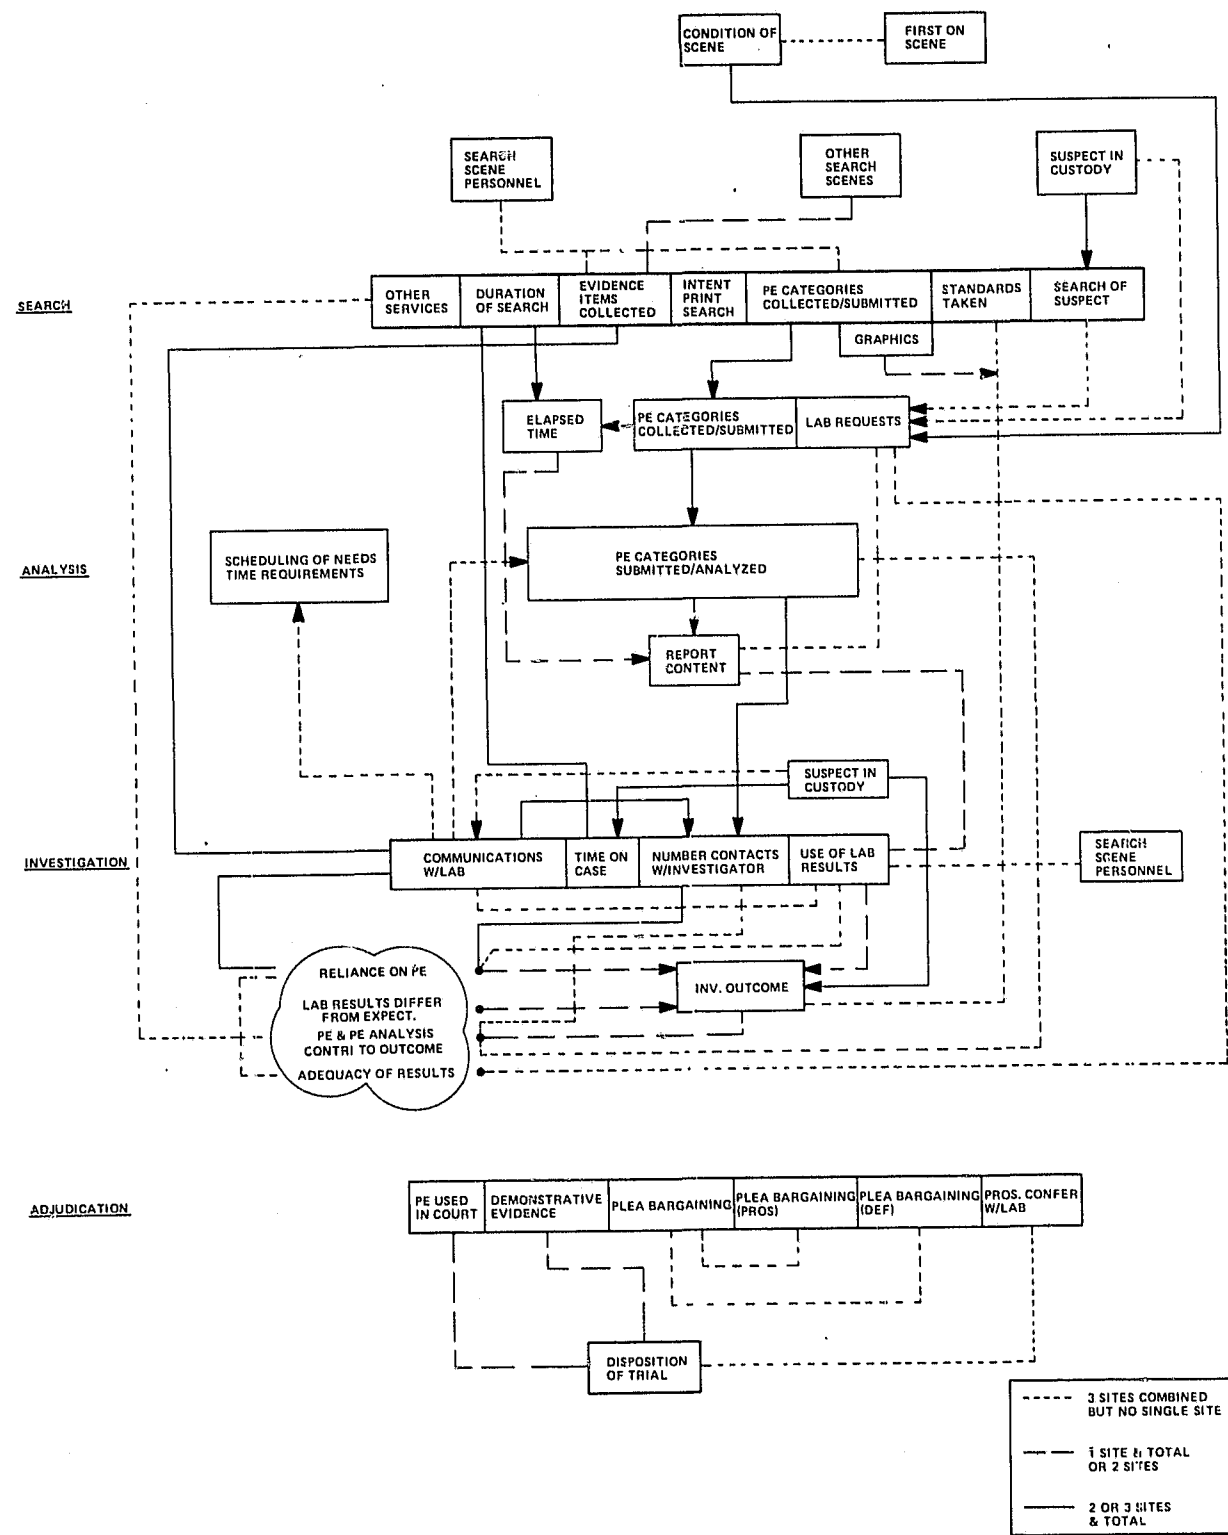 CONDITION OF
SCENE
FIRST ON
SCENE
SEARCH
SCENE
PERSONNEL
OTHER
SEARCH
SCENES
SUSPECT IN
CUSTODY
SEARCH
OTHER
SERVICES
DURATION
OF SEARCH
EVIDENCE
ITEMS
COLLECTED
INTENT
PRINT
SEARCH
PE CATEGORIES
COLLECTED/SUBMITTED
STANDARDS
TAKEN
SEARCH OF
SUSPECT
GRAPHICS
ELAPSED
TIME
PE CATEGORIES
COLLECTED/SUBMITTED
LAB REQUESTS
ANALYSIS
SCHEDULING OF NEEDS
TIME REQUIREMENTS
PE CATEGORIES
SUBMITTED/ANALYZED
REPORT
CONTENT
SUSPECT IN
CUSTODY
INVESTIGATION
COMMUNICATIONS
W/LAB
TIME ON
CASE
NUMBER CONTACTS
W/INVESTIGATOR
USE OF LAB
RESULTS
SEARCH
SCENE
PERSONNEL
RELIANCE ON PE
LAB RESULTS DIFFER
FROM EXPECT.
PE & PE ANALYSIS
CONTRI TO OUTCOME
ADEQUACY OF RESULTS
INV. OUTCOME
ADJUDICATION
PE USED
IN COURT
DEMONSTRATIVE
EVIDENCE
PLEA BARGAINING
PLEA BARGAINING
(PROS)
PLEA BARGAINING
(DEF)
PROS. CONFER
W/LAB
DISPOSITION
OF TRIAL
3 SITES COMBINED
BUT NO SINGLE SITE
1 SITE & TOTAL
OR 2 SITES
2 OR 3 SITES
& TOTAL